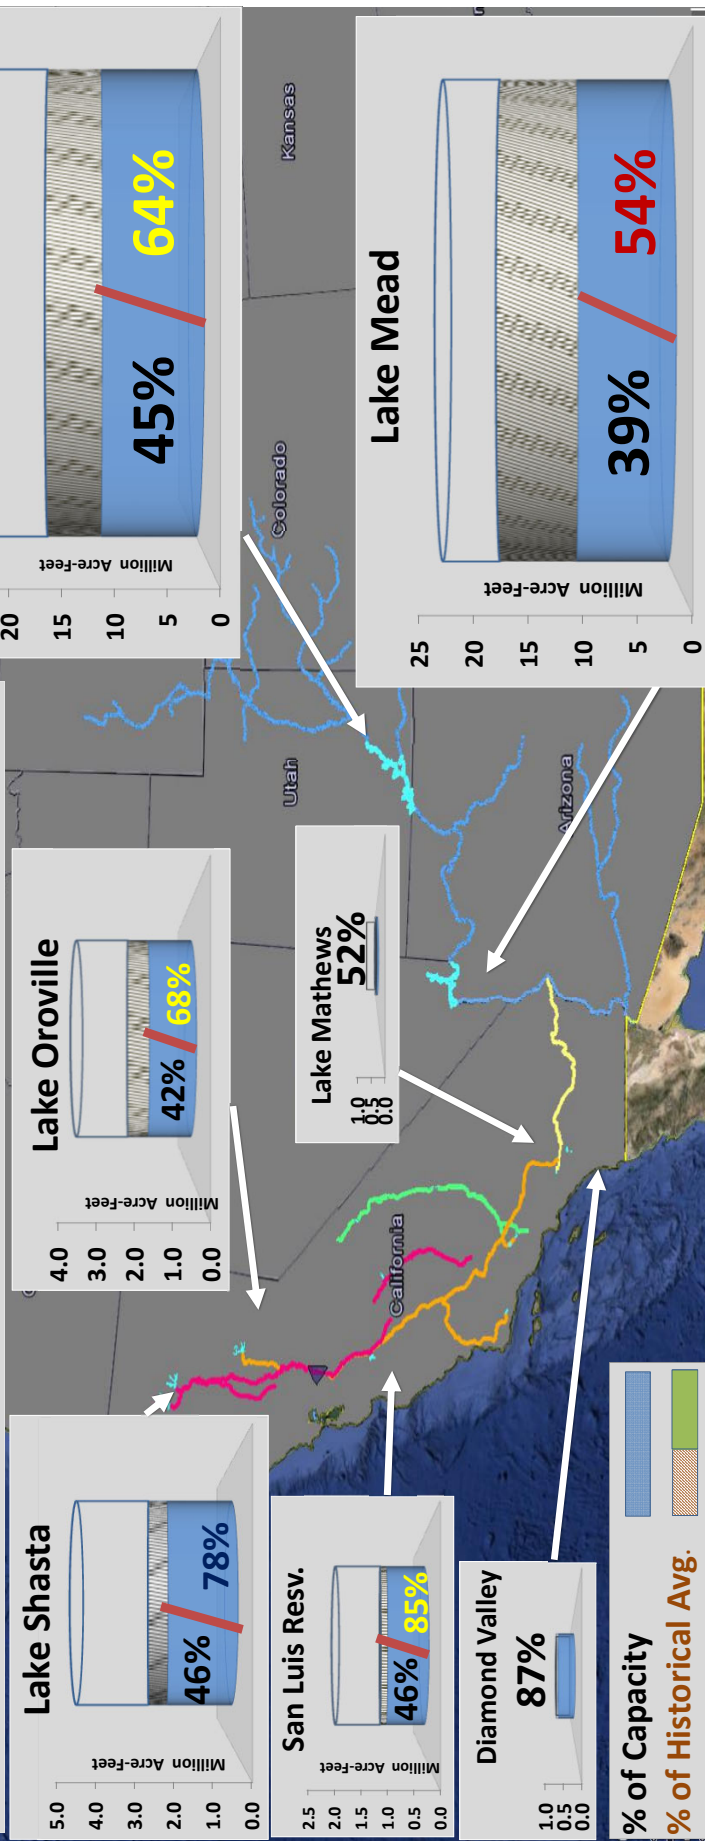 Lake Shasta
5.0
4.0
3.0
2.0
1.0
0.0
Million Acre-Feet
46%
78%
San Luis Resv.
2.5
2.0
1.5
1.0
0.5
0.0
Million Acre-Feet
46%
85%
Diamond Valley
1.0
0.5
0.0
87%
% of Capacity
% of Historical Avg.
Lake Oroville
4.0
3.0
2.0
1.0
0.0
Million Acre-Feet
42%
68%
Lake Mathews
1.0
0.5
0.0
52%
California
Utah
Arizona
Colorado
Kansas
20
15
10
5
0
Million Acre-Feet
45%
64%
Lake Mead
25
20
15
10
5
0
Million Acre-Feet
39%
54%